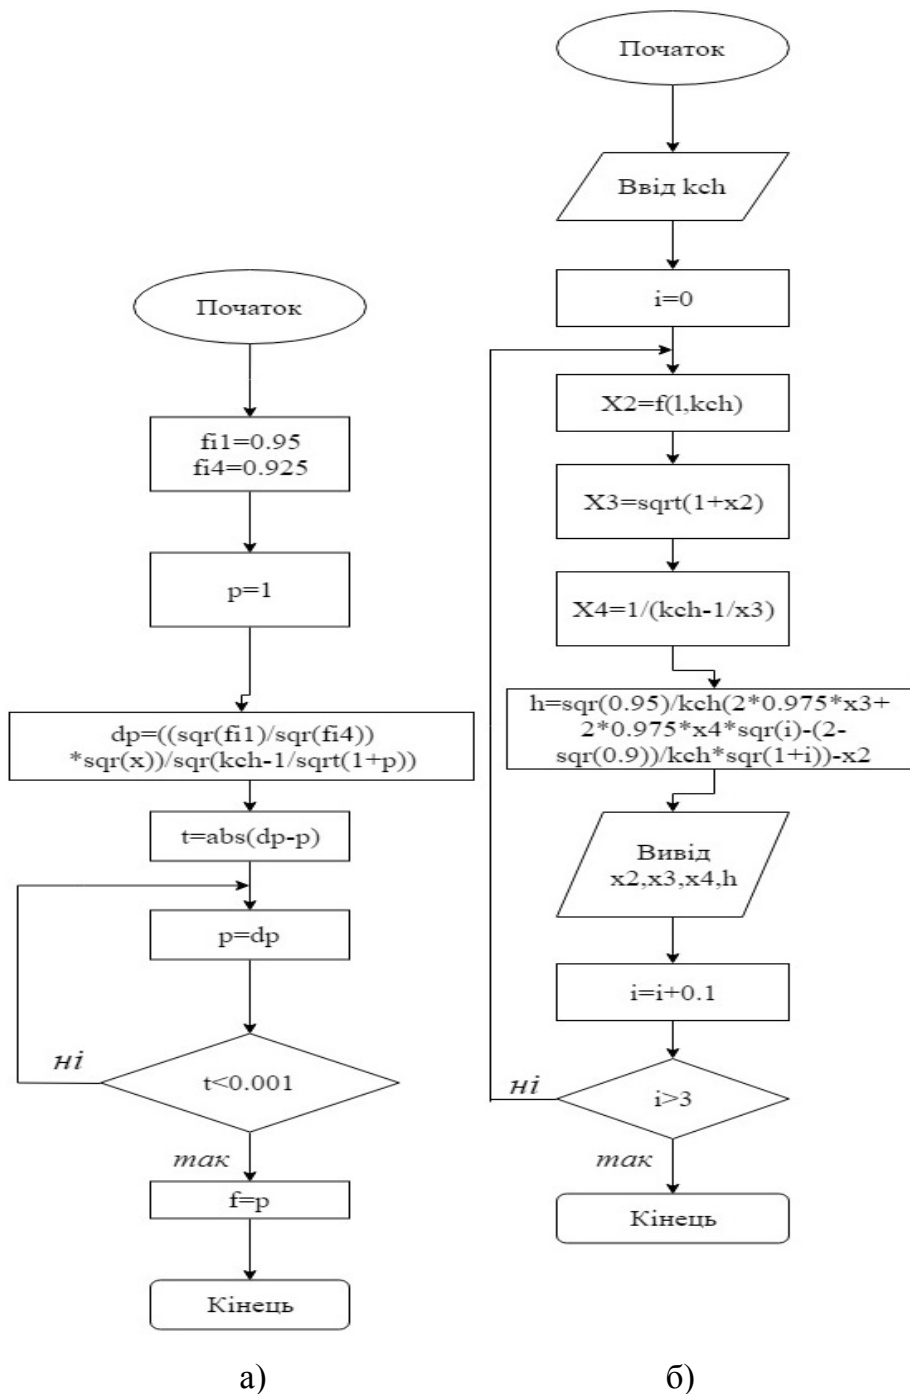 Початок
fi1=0.95
fi4=0.925
p=1
dp=((sqr(fi1)/sqr(fi4))
*sqr(x))/sqr(kch-1/sqrt(1+p))
t=abs(dp-p)
p=dp
ні
t<0.001
так
f=p
Кінець
а)
Початок
Ввід kch
i=0
X2=f(l,kch)
X3=sqrt(1+x2)
X4=1/(kch-1/x3)
h=sqr(0.95)/kch(2*0.975*x3+
2*0.975*x4*sqr(i)-(2-
sqr(0.9))/kch*sqr(1+i))-x2
Вивід
x2,x3,x4,h
i=i+0.1
ні
i>3
так
Кінець
б)